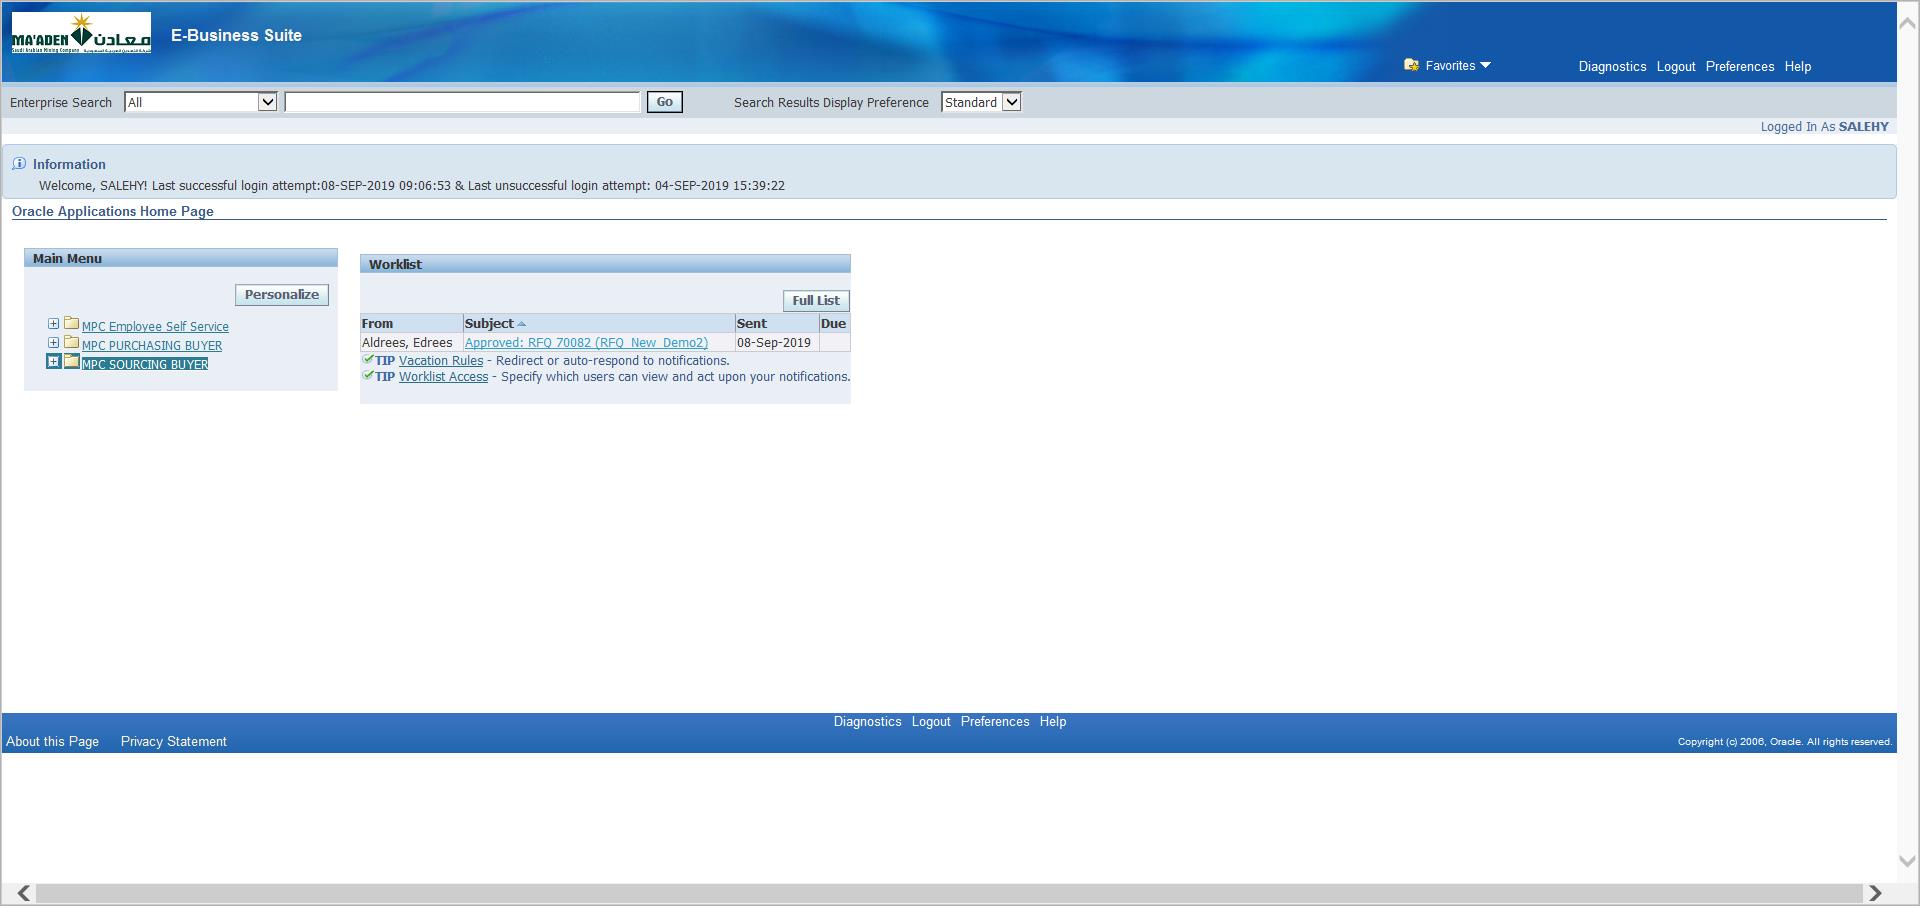 MA'ADEN معادن
E-Business Suite
Favorites
Diagnostics Logout Preferences Help
Enterprise Search All Go Search Results Display Preference Standard
Logged In As SALEHY
Information
Welcome, SALEHY! Last successful login attempt:08-SEP-2019 09:06:53 & Last unsuccessful login attempt: 04-SEP-2019 15:39:22
Oracle Applications Home Page
Main Menu
Personalize
MPC Employee Self Service
MPC PURCHASING BUYER
MPC SOURCING BUYER
Worklist
Full List
From Subject Sent Due
Aldrees, Edrees Approved: RFQ 70082 (RFQ_New_Demo2) 08-Sep-2019
TIP Vacation Rules - Redirect or auto-respond to notifications.
TIP Worklist Access - Specify which users can view and act upon your notifications.
Diagnostics Logout Preferences Help
About this Page Privacy Statement
Copyright (c) 2006, Oracle. All rights reserved.